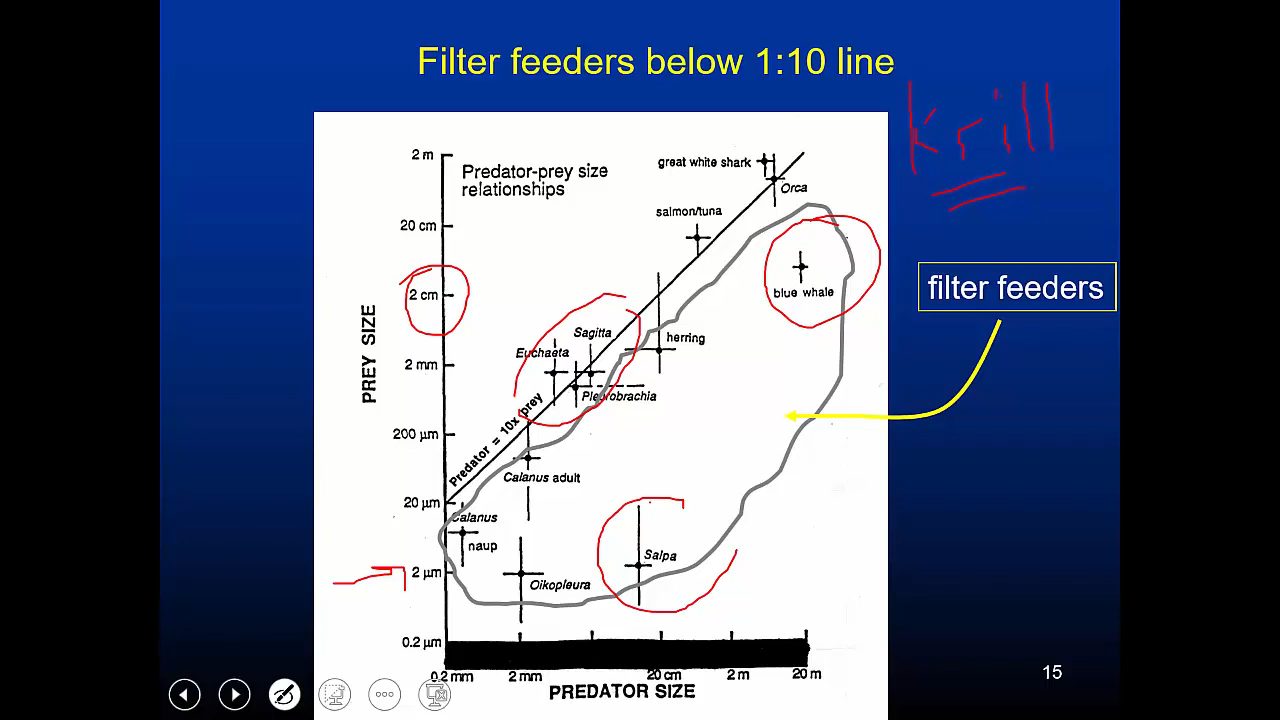 Filter feeders below 1:10 line
krill
2 m
Predator-prey size
relationships
great white shark
Orca
salmon/tuna
20 cm
blue whale
filter feeders
2 cm
PREY SIZE
Sagitta
herring
Euchaeta
2 mm
Pleurobrachia
Predator = 10x prey
200 µm
Calanus adult
20 µm
Calanus
naup
Salpa
2 µm
Oikopleura
0.2 µm
0.2 mm
2 mm
20 cm
2 m
20 m
PREDATOR SIZE
15